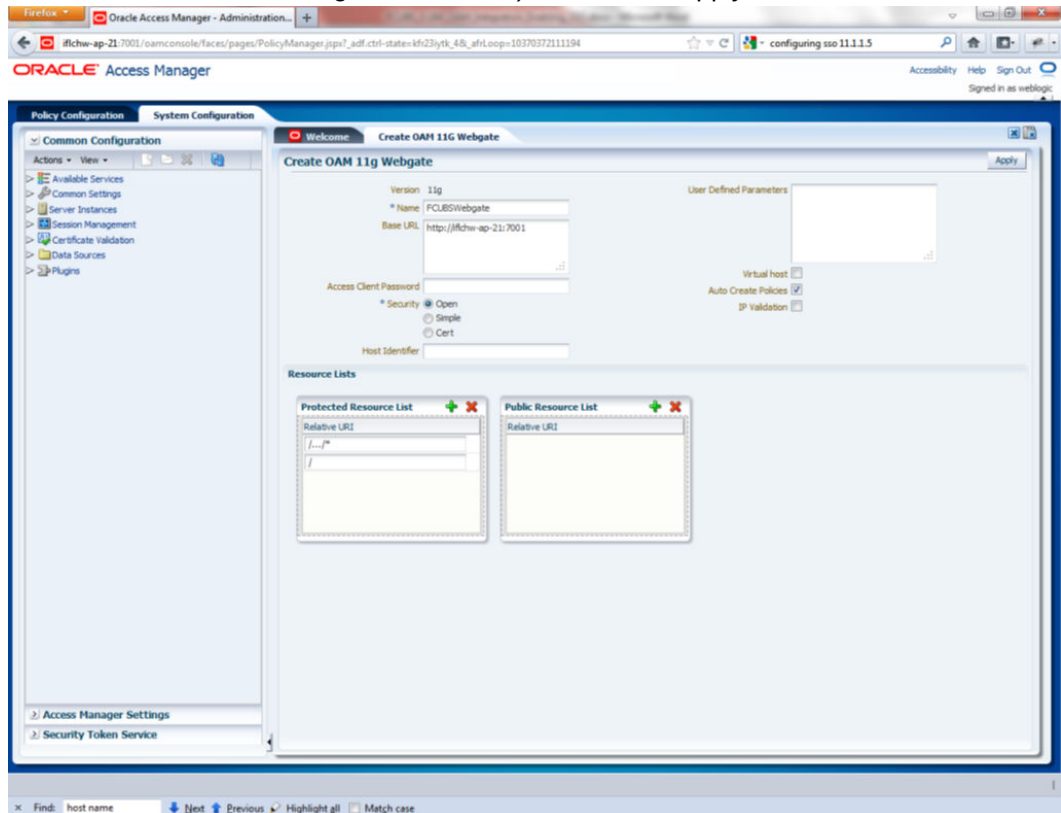 Firefox
Oracle Access Manager - Administration...
iflchw-ap-21:7001/oamconsole/faces/pages/PolicyManager.jspx?_adf.ctrl-state=kfr23iytk_4&_afrLoop=10370372111194
configuring sso 11.1.1.5
ORACLE Access Manager
Accessibility Help Sign Out
Signed in as weblogic
Policy Configuration System Configuration
Common Configuration
Actions View
Available Services
Common Settings
Server Instances
Session Management
Certificate Validation
Data Sources
Plugins
Access Manager Settings
Security Token Service
Welcome Create OAM 11G Webgate
Create OAM 11g Webgate
Apply
Version 11g
* Name FCUBSWebgate
Base URL http://iflchw-ap-21:7001
Access Client Password
* Security Open
Simple
Cert
Host Identifier
User Defined Parameters
Virtual host
Auto Create Policies
IP Validation
Resource Lists
Protected Resource List
Relative URI
/.../*
/
Public Resource List
Relative URI
× Find: host name Next Previous Highlight all Match case